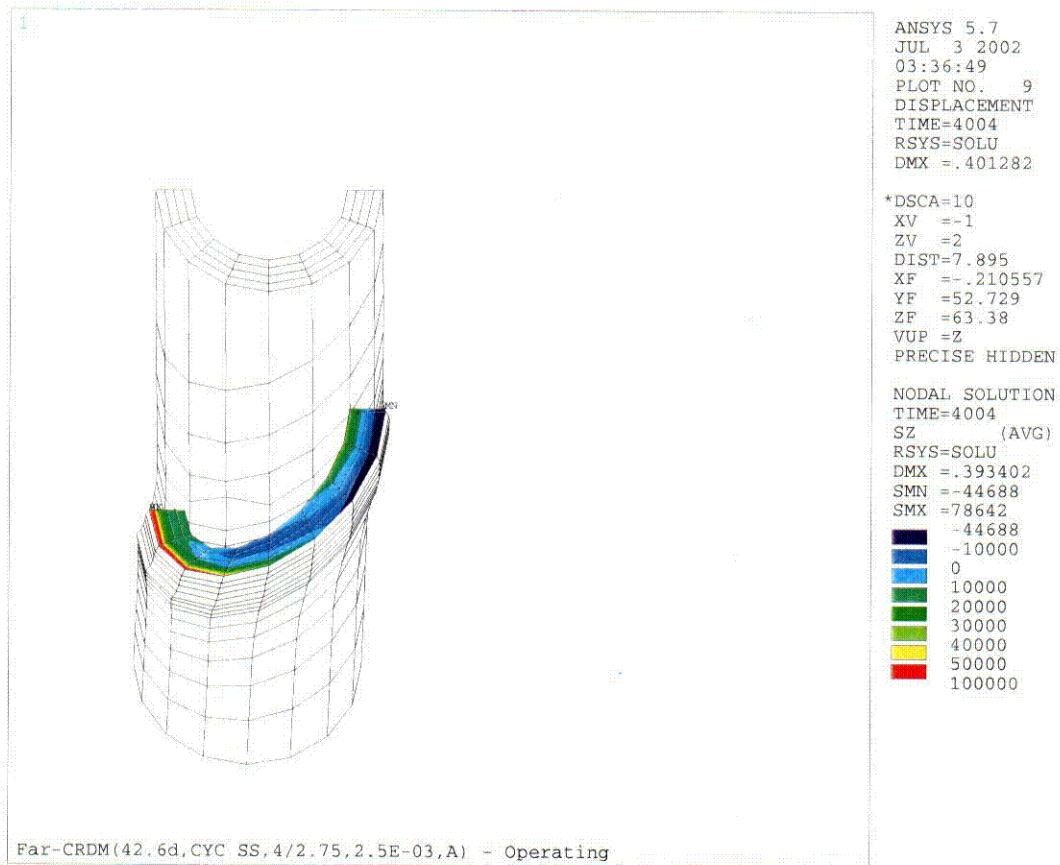 1
ANSYS 5.7
JUL 3 2002
03:36:49
PLOT NO. 9
DISPLACEMENT
TIME=4004
RSYS=SOLU
DMX =.401282
*DSCA=10
XV =-1
ZV =2
DIST=7.895
XF =-.210557
YF =52.729
ZF =63.38
VUP =Z
PRECISE HIDDEN
NODAL SOLUTION
TIME=4004
SZ (AVG)
RSYS=SOLU
DMX =.393402
SMN =-44688
SMX =78642
-44688
-10000
0
10000
20000
30000
40000
50000
100000
MN
MX
Far-CRDM(42.6d,CYC SS,4/2.75,2.5E-03,A) - Operating